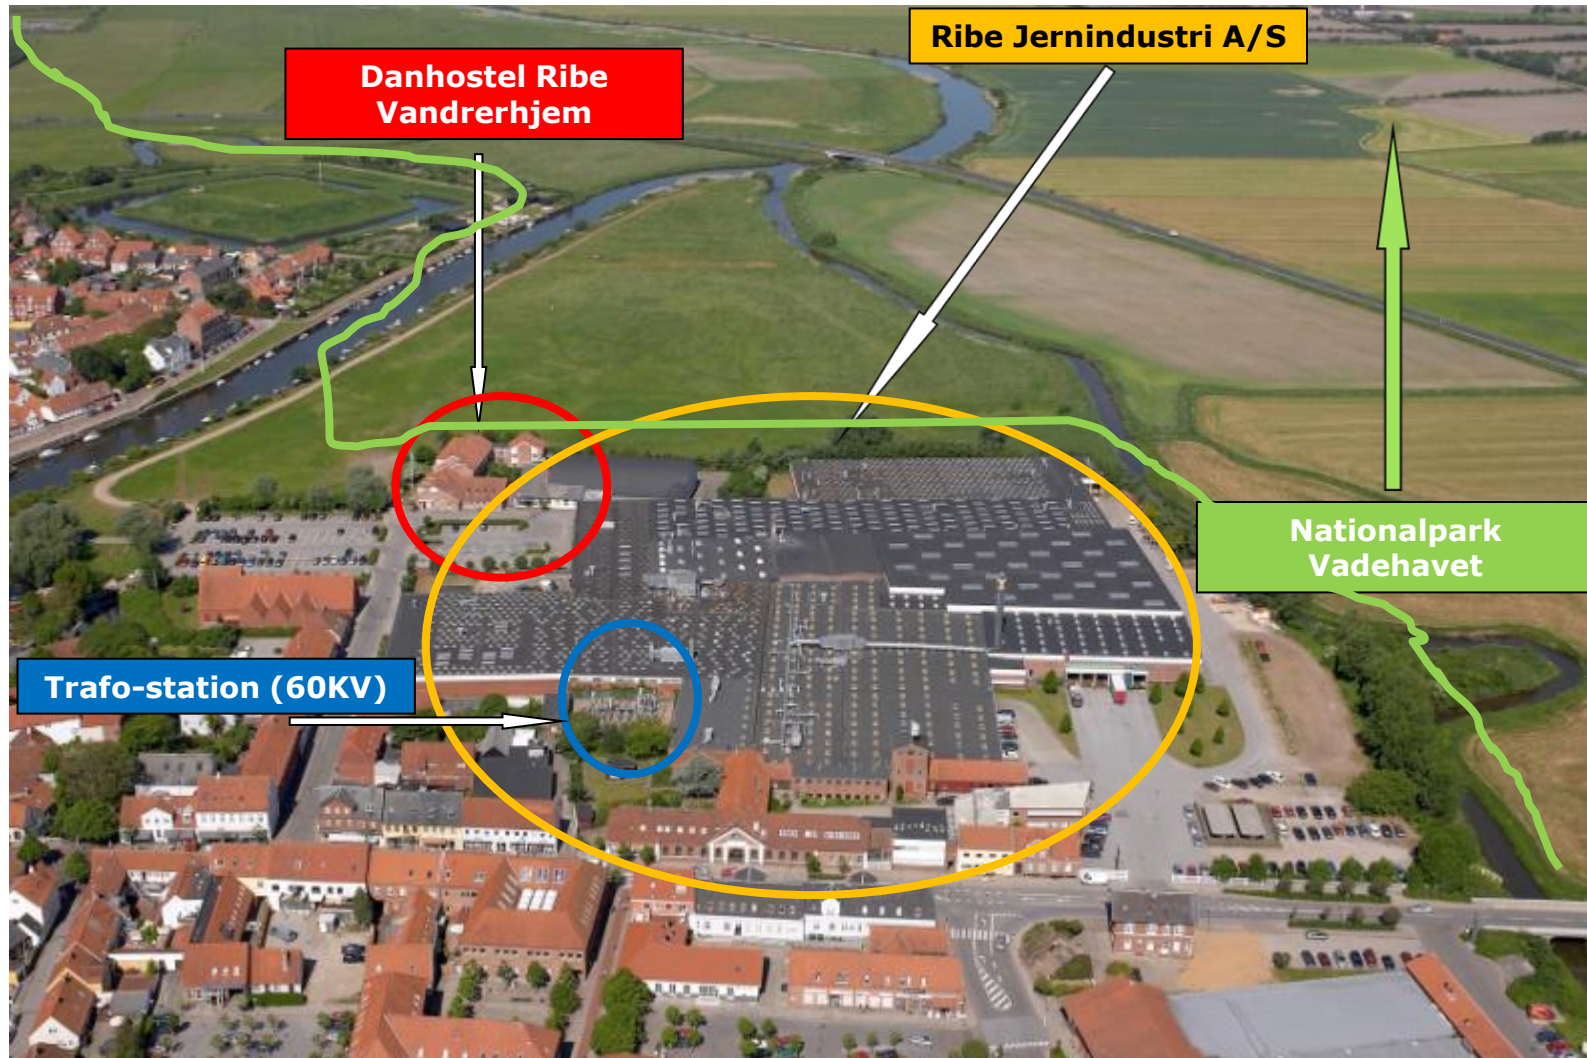 Ribe Jernindustri A/S
Danhostel Ribe
Vandrerhjem
Nationalpark
Vadehavet
Trafo-station (60KV)